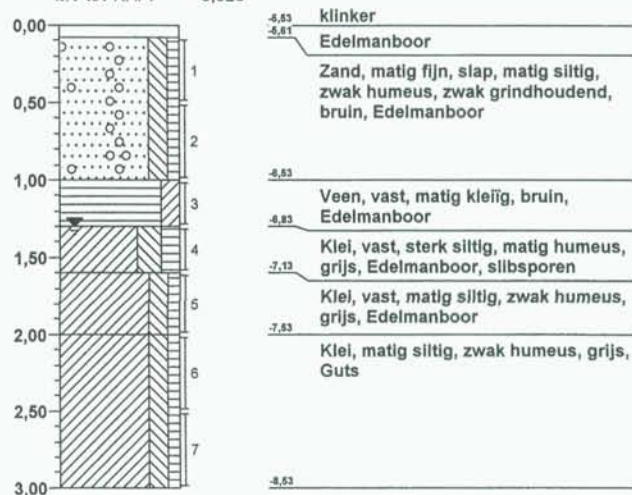 0,00
-6,53
klinker
-5,61
Edelmanboor
1
Zand, matig fijn, slap, matig siltig,
zwak humeus, zwak grindhoudend,
bruin, Edelmanboor
0,50
2
1,00
-6,53
Veen, vast, matig kleiïg, bruin,
Edelmanboor
3
-6,83
Klei, vast, sterk siltig, matig humeus,
grijs, Edelmanboor, slibsporen
4
1,50
-7,13
Klei, vast, matig siltig, zwak humeus,
grijs, Edelmanboor
5
2,00
-7,53
Klei, matig siltig, zwak humeus, grijs,
Guts
6
2,50
7
3,00
-8,53